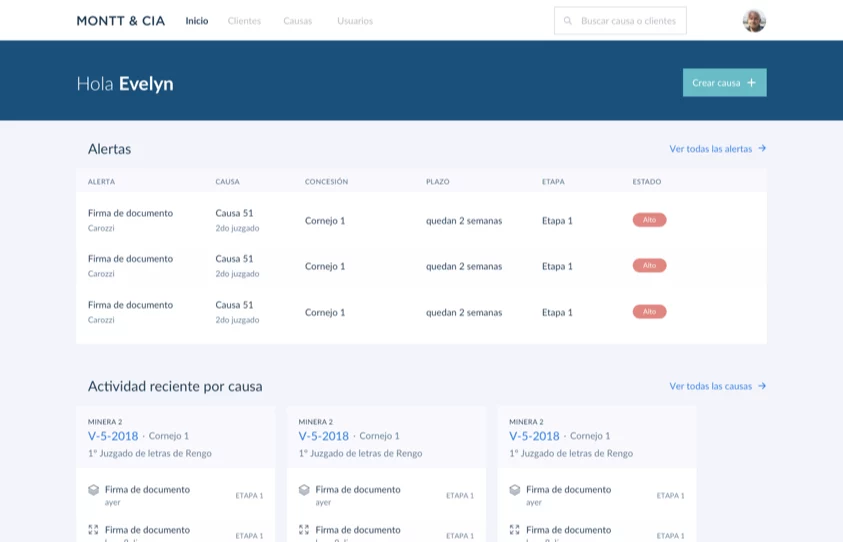 MONTT & CIA Inicio Clientes Causas Usuarios Buscar causa o clientes
Hola Evelyn Crear causa
Alertas Ver todas las alertas
ALERTA CAUSA CONCESIÓN PLAZO ETAPA ESTADO
Firma de documento Causa 51 Cornejo 1 quedan 2 semanas Etapa 1 Alto
Carozzi 2do juzgado
Firma de documento Causa 51 Cornejo 1 quedan 2 semanas Etapa 1 Alto
Carozzi 2do juzgado
Firma de documento Causa 51 Cornejo 1 quedan 2 semanas Etapa 1 Alto
Carozzi 2do juzgado
Actividad reciente por causa Ver todas las causas
MINERA 2 MINERA 2 MINERA 2
V-5-2018 · Cornejo 1 V-5-2018 · Cornejo 1 V-5-2018 · Cornejo 1
1° Juzgado de letras de Rengo 1° Juzgado de letras de Rengo 1° Juzgado de letras de Rengo
Firma de documento ETAPA 1 Firma de documento ETAPA 1 Firma de documento ETAPA 1
ayer ayer ayer
Firma de documento ETAPA 1 Firma de documento ETAPA 1 Firma de documento ETAPA 1